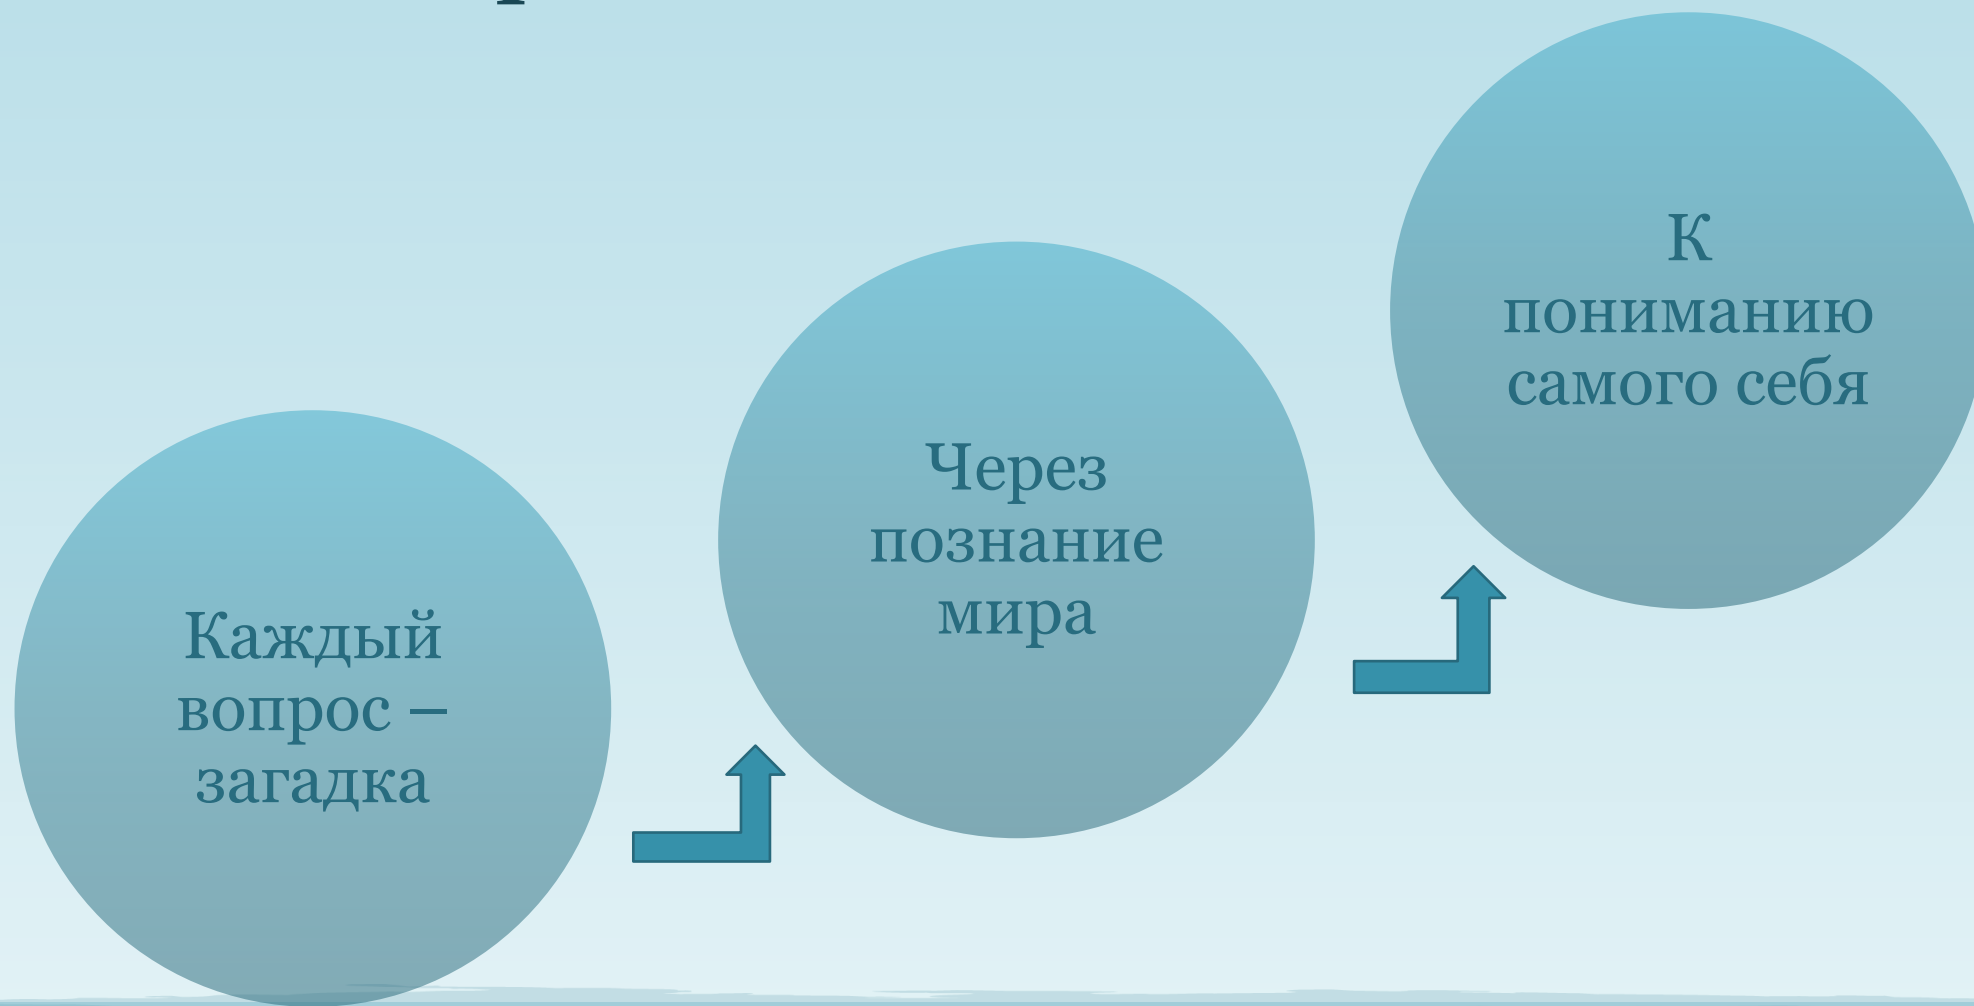 Каждый
вопрос –
загадка
Через
познание
мира
К
пониманию
самого себя